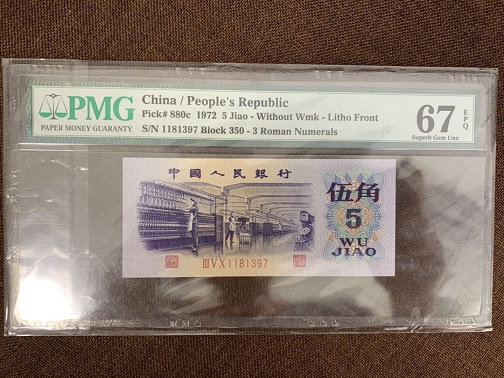 PMG
PAPER MONEY GUARANTY
China / People's Republic
Pick# 880c 1972 5 Jiao - Without Wmk - Litho Front
S/N 1181397 Block 350 - 3 Roman Numerals
67 EPQ
Superb Gem Unc
中國人民銀行
伍角
5
WU
JIAO
IIIVX1181397